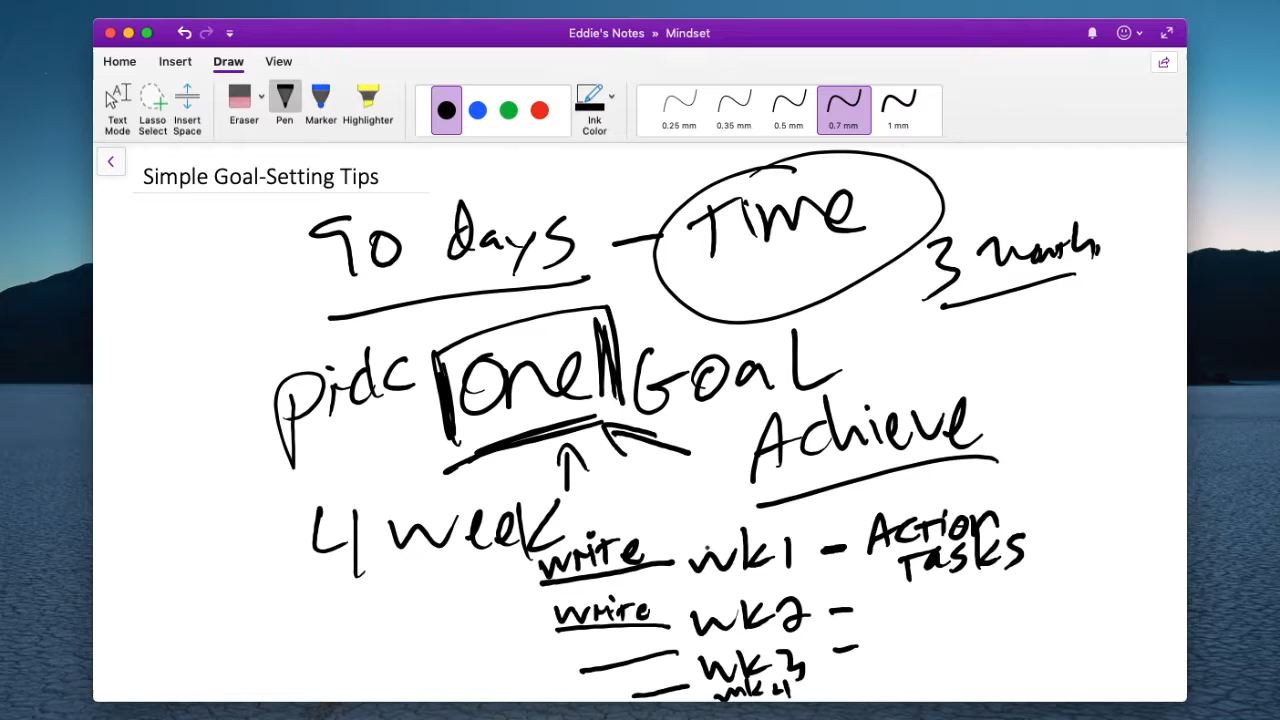 Eddie's Notes » Mindset
Home Insert Draw View
Text Mode
Lasso Select
Insert Space
Eraser
Pen
Marker
Highlighter
Ink Color
0.25 mm
0.35 mm
0.5 mm
0.7 mm
1 mm
Simple Goal-Setting Tips
90 days - Time
3 Month
pick one Goal
Achieve
4 week
write wk1 - Action Tasks
write wk2 -
wk3 -
wk4